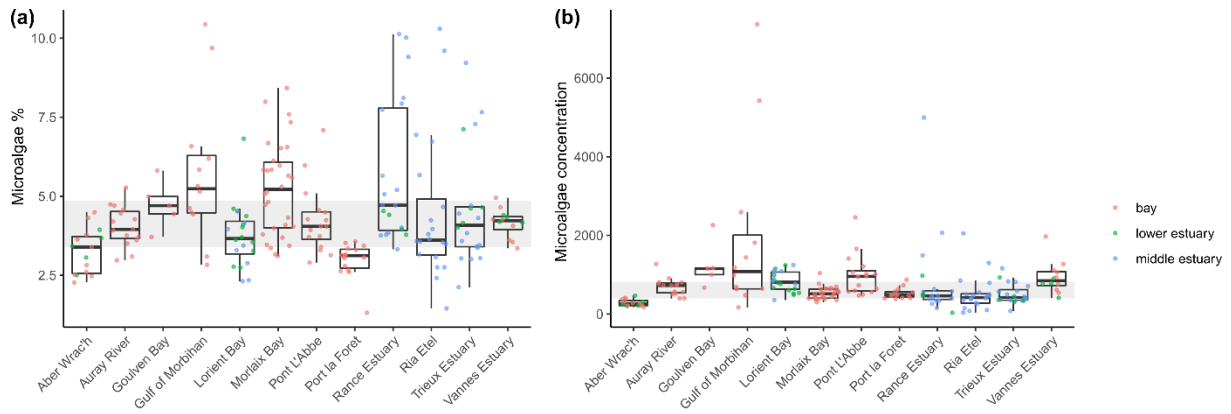 (a)
Microalgae %
10.0
7.5
5.0
2.5
Aber Wrac'h
Auray River
Goulven Bay
Gulf of Morbihan
Lorient Bay
Morlaix Bay
Pont L'Abbe
Port la Foret
Rance Estuary
Ria Etel
Trieux Estuary
Vannes Estuary
(b)
Microalgae concentration
6000
4000
2000
0
Aber Wrac'h
Auray River
Goulven Bay
Gulf of Morbihan
Lorient Bay
Morlaix Bay
Pont L'Abbe
Port la Foret
Rance Estuary
Ria Etel
Trieux Estuary
Vannes Estuary
bay
lower estuary
middle estuary